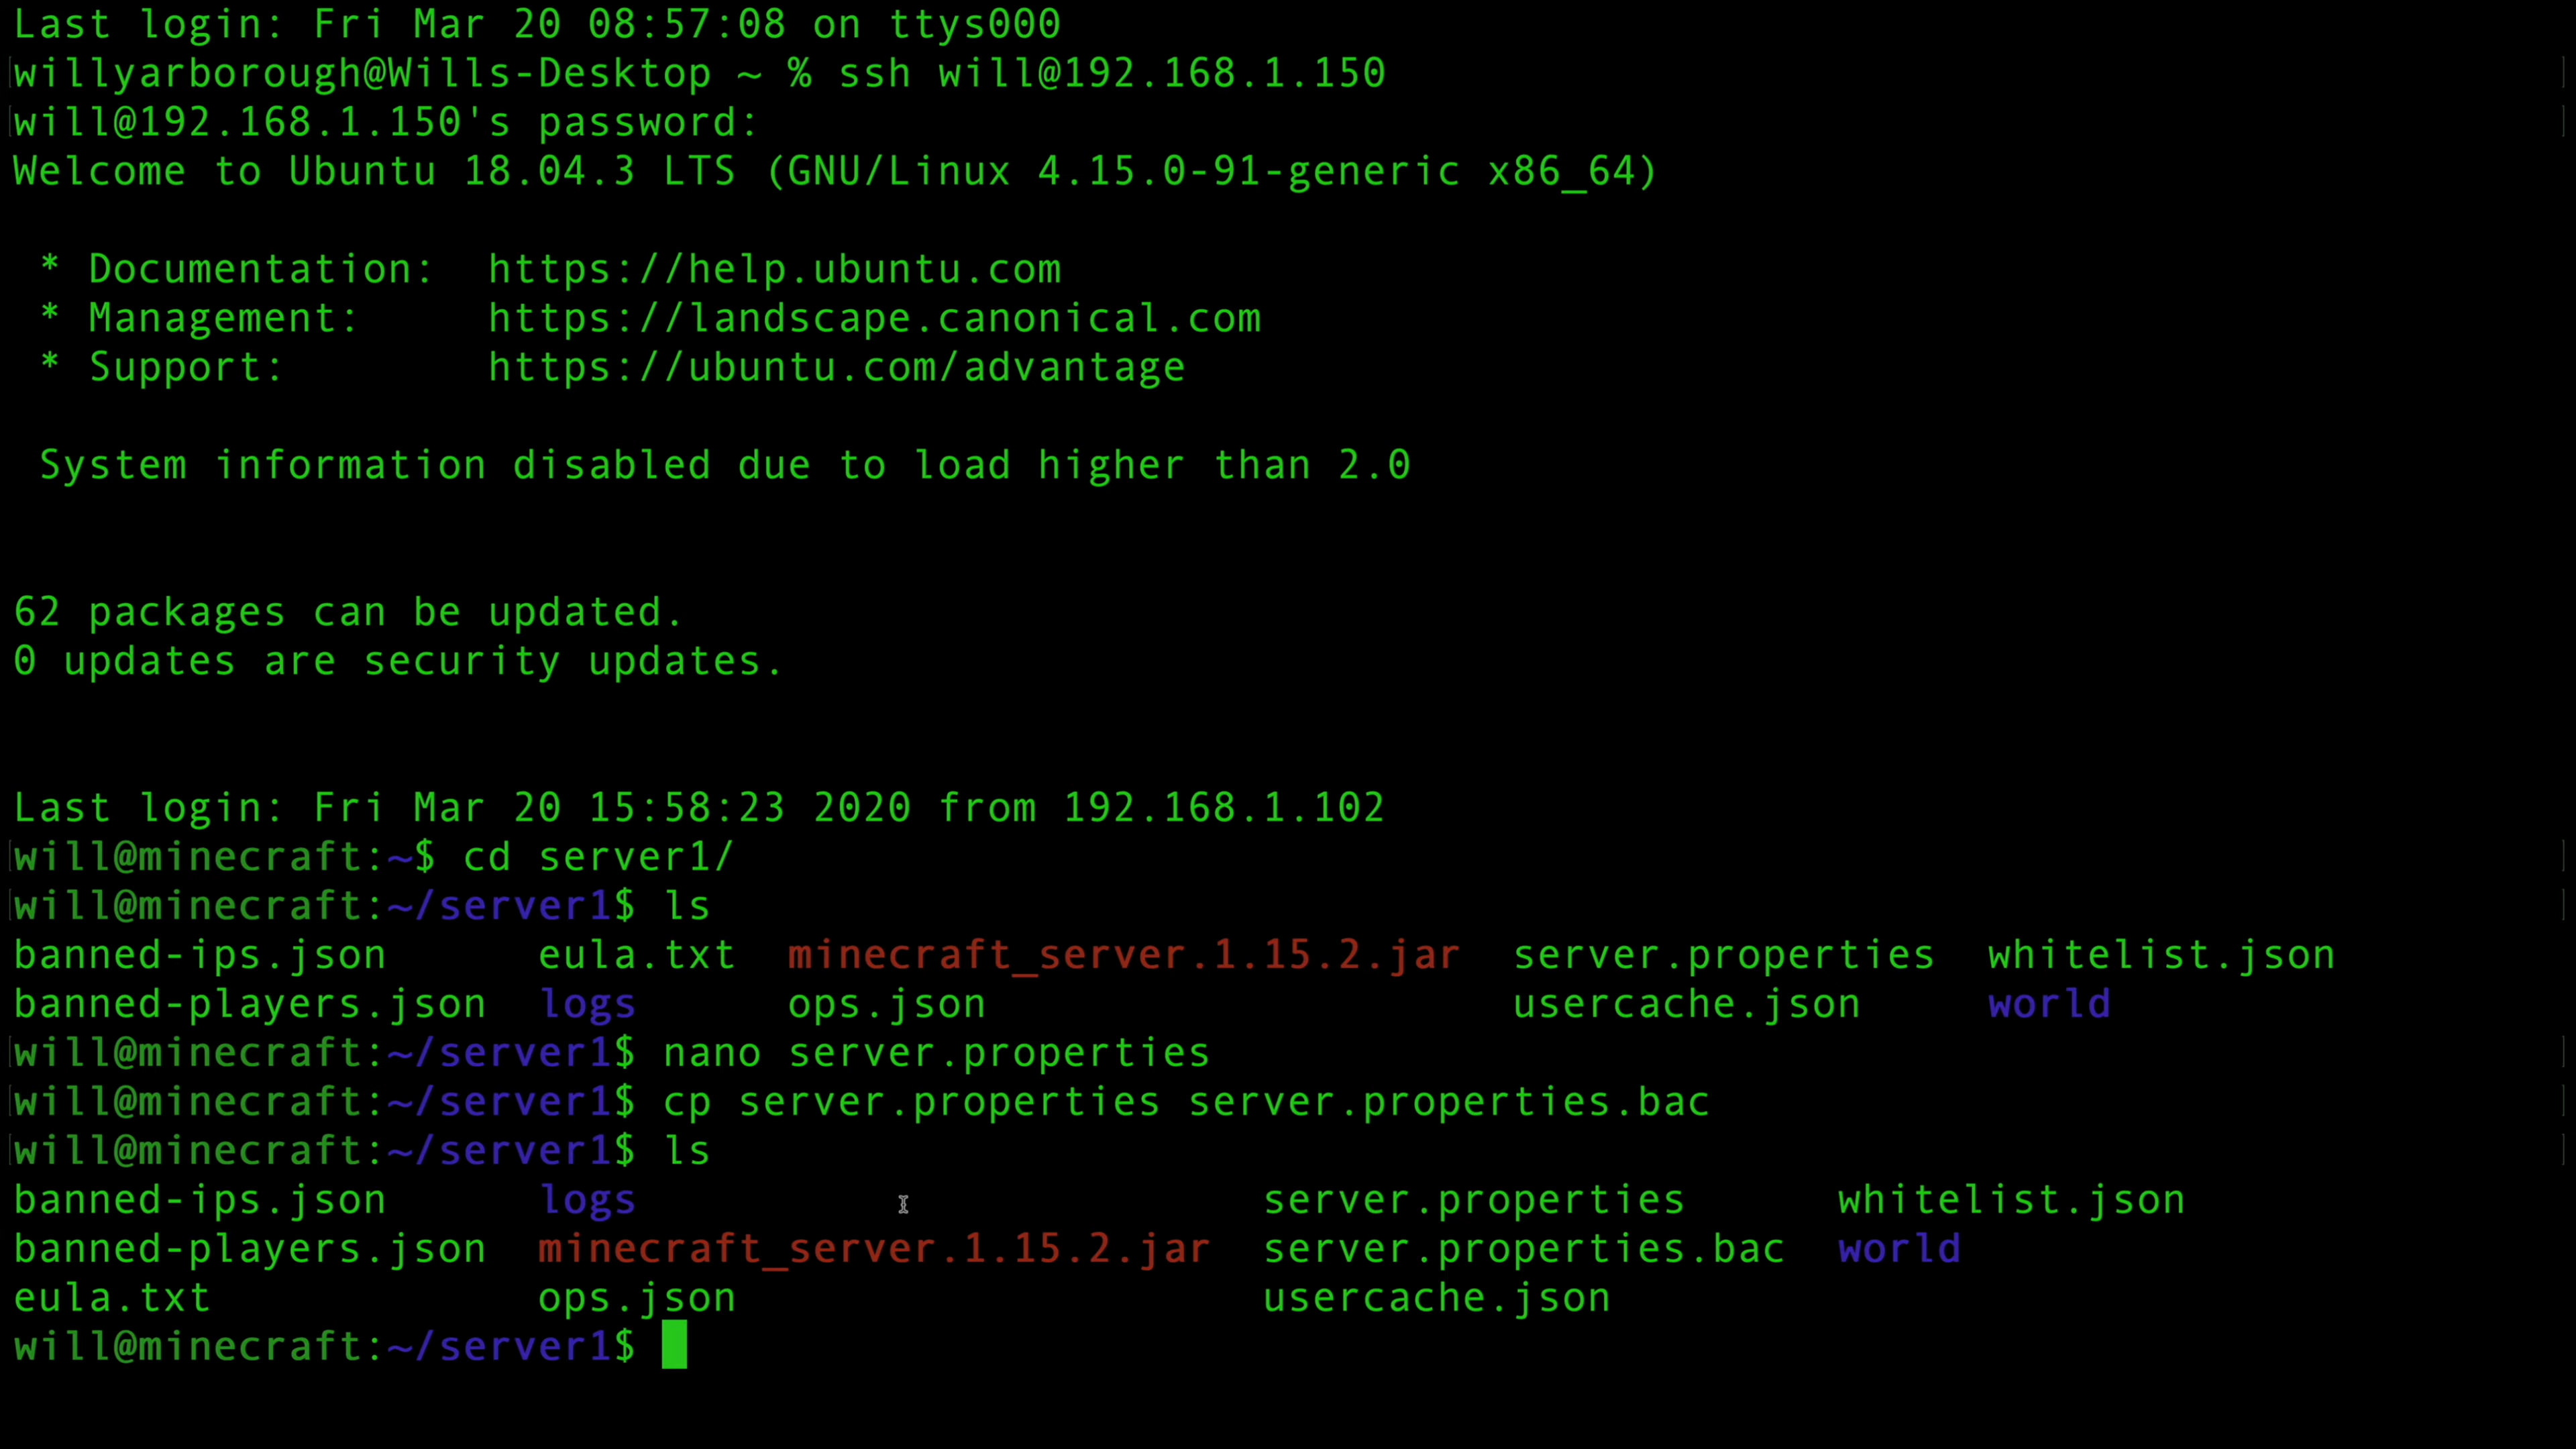 Last login: Fri Mar 20 08:57:08 on ttys000
willyarborough@Wills-Desktop ~ % ssh will@192.168.1.150
will@192.168.1.150's password:
Welcome to Ubuntu 18.04.3 LTS (GNU/Linux 4.15.0-91-generic x86_64)
* Documentation: https://help.ubuntu.com
* Management: https://landscape.canonical.com
* Support: https://ubuntu.com/advantage
System information disabled due to load higher than 2.0
62 packages can be updated.
0 updates are security updates.
Last login: Fri Mar 20 15:58:23 2020 from 192.168.1.102
will@minecraft:~$ cd server1/
will@minecraft:~/server1$ ls
banned-ips.json eula.txt minecraft_server.1.15.2.jar server.properties whitelist.json
banned-players.json logs ops.json usercache.json world
will@minecraft:~/server1$ nano server.properties
will@minecraft:~/server1$ cp server.properties server.properties.bac
will@minecraft:~/server1$ ls
banned-ips.json logs server.properties whitelist.json
banned-players.json minecraft_server.1.15.2.jar server.properties.bac world
eula.txt ops.json usercache.json
will@minecraft:~/server1$